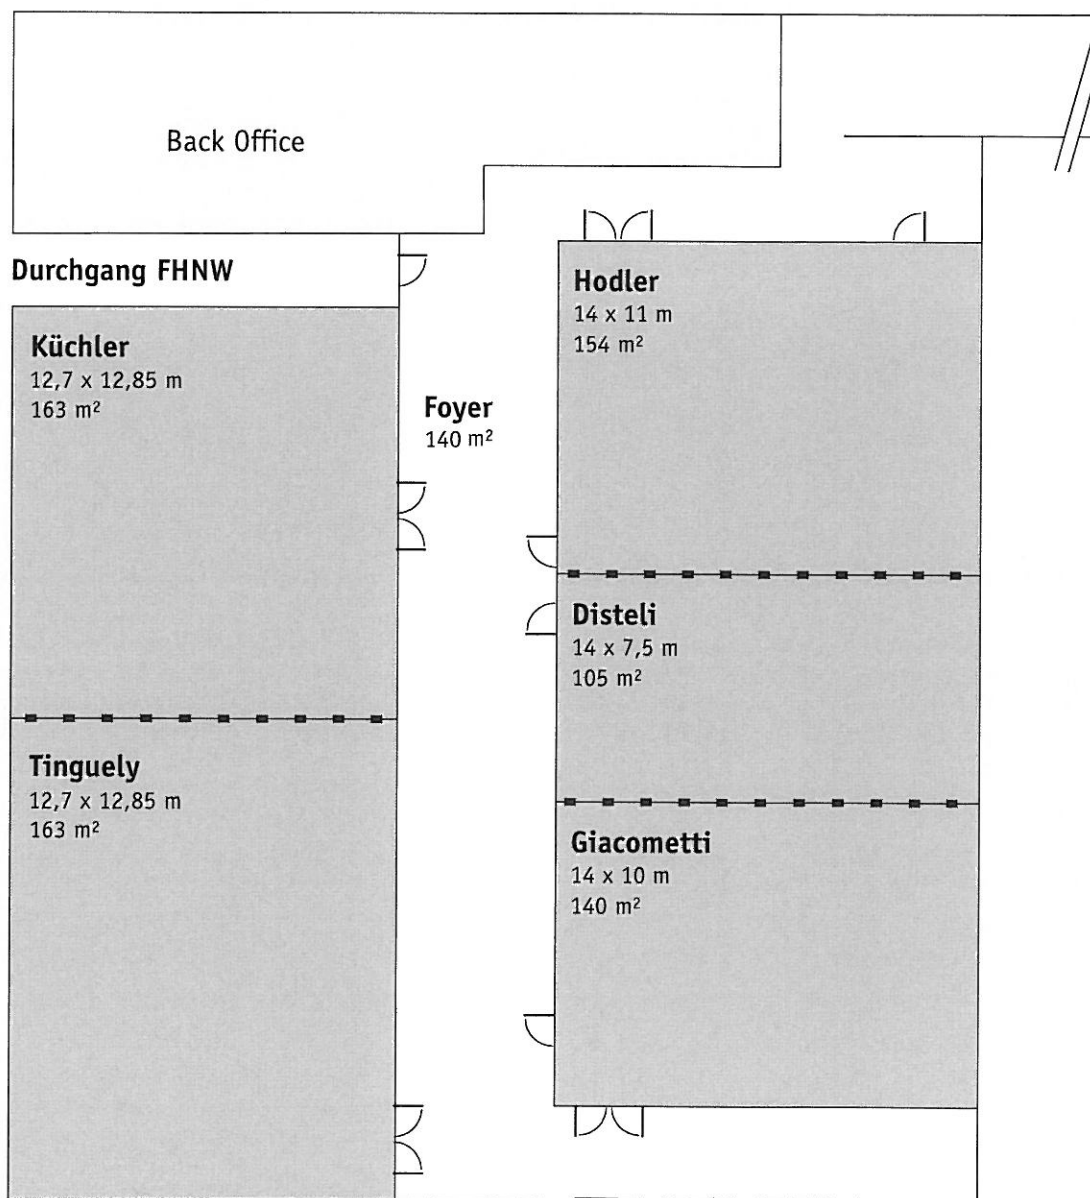 Back Office
Durchgang FHNW
Küchler
12,7 x 12,85 m
163 m²
Foyer
140 m²
Hodler
14 x 11 m
154 m²
Disteli
14 x 7,5 m
105 m²
Tinguely
12,7 x 12,85 m
163 m²
Giacometti
14 x 10 m
140 m²